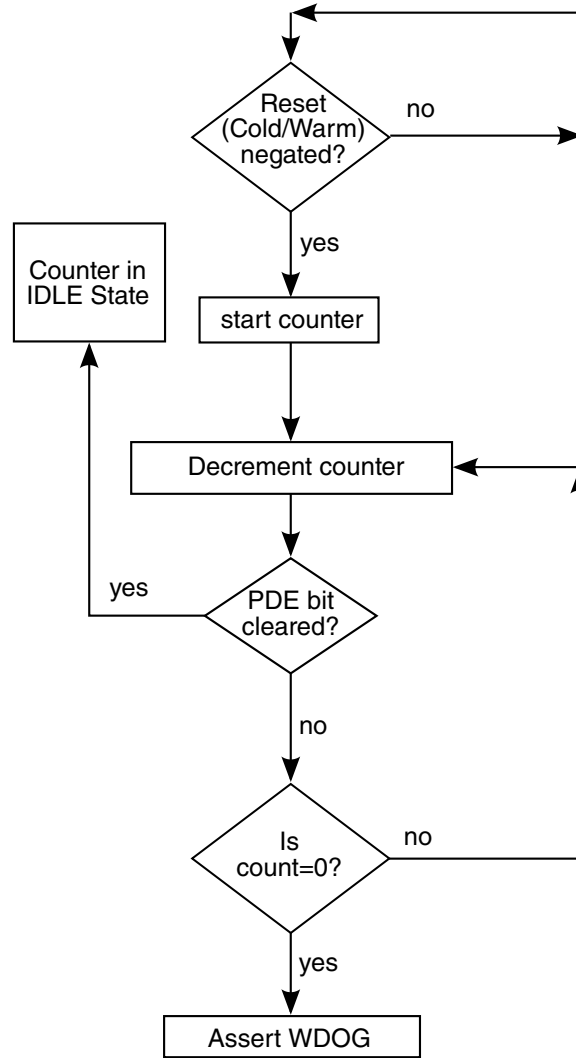 Reset
(Cold/Warm)
negated?
no
yes
Counter in
IDLE State
start counter
Decrement counter
yes
PDE bit
cleared?
no
Is
count=0?
no
yes
Assert WDOG